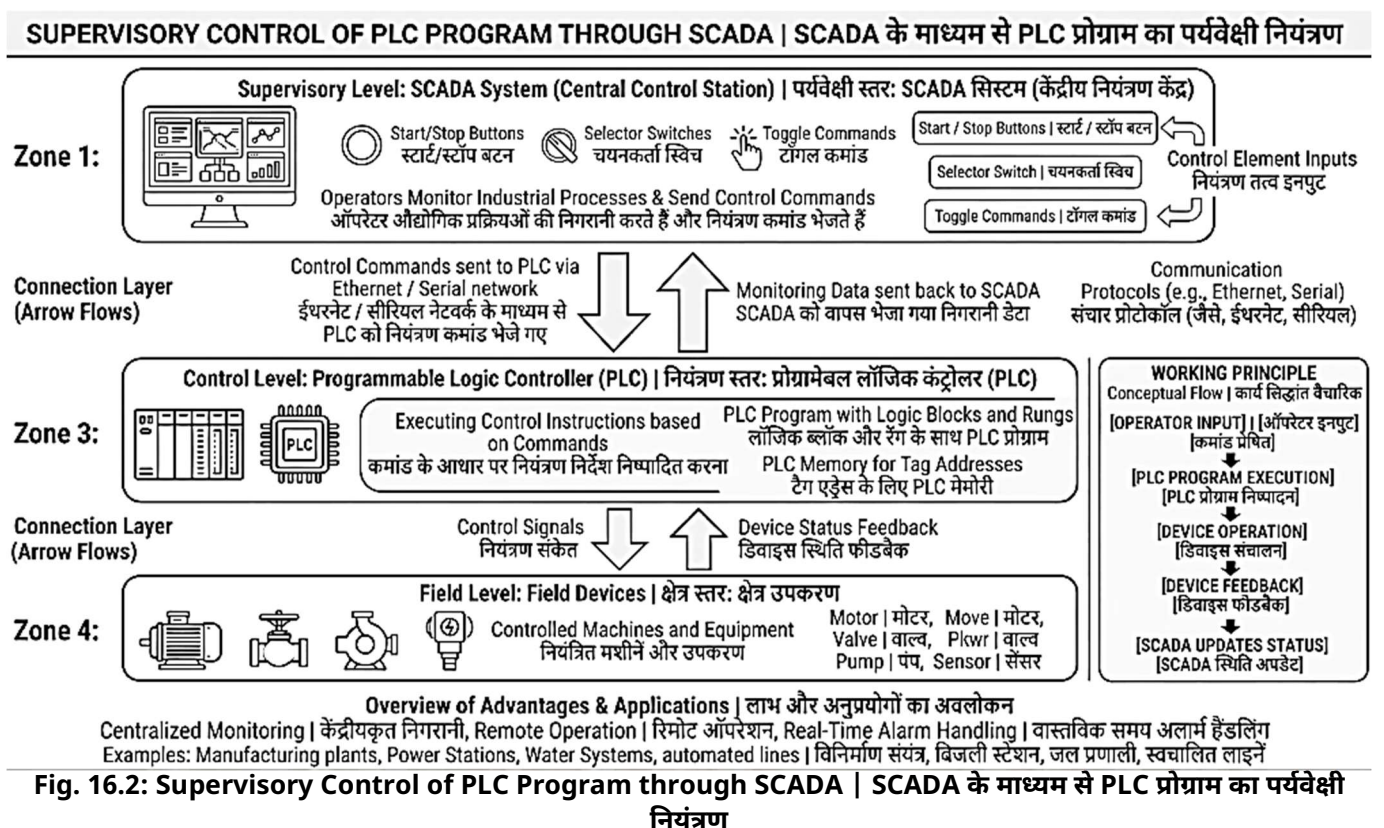 SUPERVISORY CONTROL OF PLC PROGRAM THROUGH SCADA | SCADA के माध्यम से PLC प्रोग्राम का पर्यवेक्षी नियंत्रण
Zone 1:
Supervisory Level: SCADA System (Central Control Station) | पर्यवेक्षी स्तर: SCADA सिस्टम (केंद्रीय नियंत्रण केंद्र)
Start/Stop Buttons
स्टार्ट/स्टॉप बटन
Selector Switches
चयनकर्ता स्विच
Toggle Commands
टॉगल कमांड
Operators Monitor Industrial Processes & Send Control Commands
ऑपरेटर औद्योगिक प्रक्रियओं की निगरानी करते हैं और नियंत्रण कमांड भेजते हैं
Start / Stop Buttons | स्टार्ट / स्टॉप बटन
Selector Switch | चयनकर्ता स्विच
Toggle Commands | टॉगल कमांड
Control Element Inputs
नियंत्रण तत्व इनपुट
Connection Layer
(Arrow Flows)
Control Commands sent to PLC via
Ethernet / Serial network
ईथरनेट / सीरियल नेटवर्क के माध्यम से
PLC को नियंत्रण कमांड भेजे गए
Monitoring Data sent back to SCADA
SCADA को वापस भेजा गया निगरानी डेटा
Communication
Protocols (e.g., Ethernet, Serial)
संचार प्रोटोकॉल (जैसे, ईथरनेट, सीरियल)
Zone 3:
Control Level: Programmable Logic Controller (PLC) | नियंत्रण स्तर: प्रोग्रामेबल लॉजिक कंट्रोलर (PLC)
PLC
Executing Control Instructions based
on Commands
कमांड के आधार पर नियंत्रण निर्देश निष्पादित करना
PLC Program with Logic Blocks and Rungs
लॉजिक ब्लॉक और रॅग के साथ PLC प्रोग्राम
PLC Memory for Tag Addresses
टैग एड्रेस के लिए PLC मेमोरी
Connection Layer
(Arrow Flows)
Control Signals
नियंत्रण संकेत
Device Status Feedback
डिवाइस स्थिति फीडबैक
Zone 4:
Field Level: Field Devices | क्षेत्र स्तर: क्षेत्र उपकरण
Controlled Machines and Equipment
नियंत्रित मशीनें और उपकरण
Motor | मोटर, Move | मोटर,
Valve | वाल्व, Pkwr | वाल्व
Pump | पंप, Sensor | सेंसर
WORKING PRINCIPLE
Conceptual Flow | कार्य सिद्धांत वैचारिक
[OPERATOR INPUT] | [ऑपरेटर इनपुट]
[कमांड प्रेषित]
[PLC PROGRAM EXECUTION]
[PLC प्रोग्राम निष्पादन]
[DEVICE OPERATION]
[डिवाइस संचालन]
[DEVICE FEEDBACK]
[डिवाइस फीडबैक]
[SCADA UPDATES STATUS]
[SCADA स्थिति अपडेट]
Overview of Advantages & Applications | लाभ और अनुप्रयोगों का अवलोकन
Centralized Monitoring | केंद्रीयकृत निगरानी, Remote Operation | रिमोट ऑपरेशन, Real-Time Alarm Handling | वास्तविक समय अलार्म हैंडलिंग
Examples: Manufacturing plants, Power Stations, Water Systems, automated lines | विनिर्माण संयंत्र, बिजली स्टेशन, जल प्रणाली, स्वचालित लाइनें
Fig. 16.2: Supervisory Control of PLC Program through SCADA | SCADA के माध्यम से PLC प्रोग्राम का पर्यवेक्षी
नियंत्रण